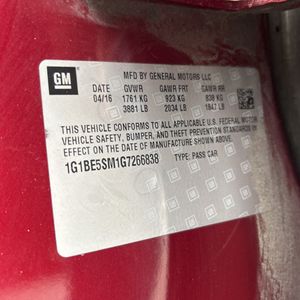 GM
MFD BY GENERAL MOTORS LLC
DATE GVWR GAWR FRT GAWR RR
04/16 1761 KG 923 KG 838 KG
3881 LB 2034 LB 1847 LB
THIS VEHICLE CONFORMS TO ALL APPLICABLE U.S. FEDERAL MOTOR
VEHICLE SAFETY, BUMPER, AND THEFT PREVENTION STANDARDS
IN EFFECT ON THE DATE OF MANUFACTURE SHOWN ABOVE.
1G1BE5SM1G7266838 TYPE: PASS CAR